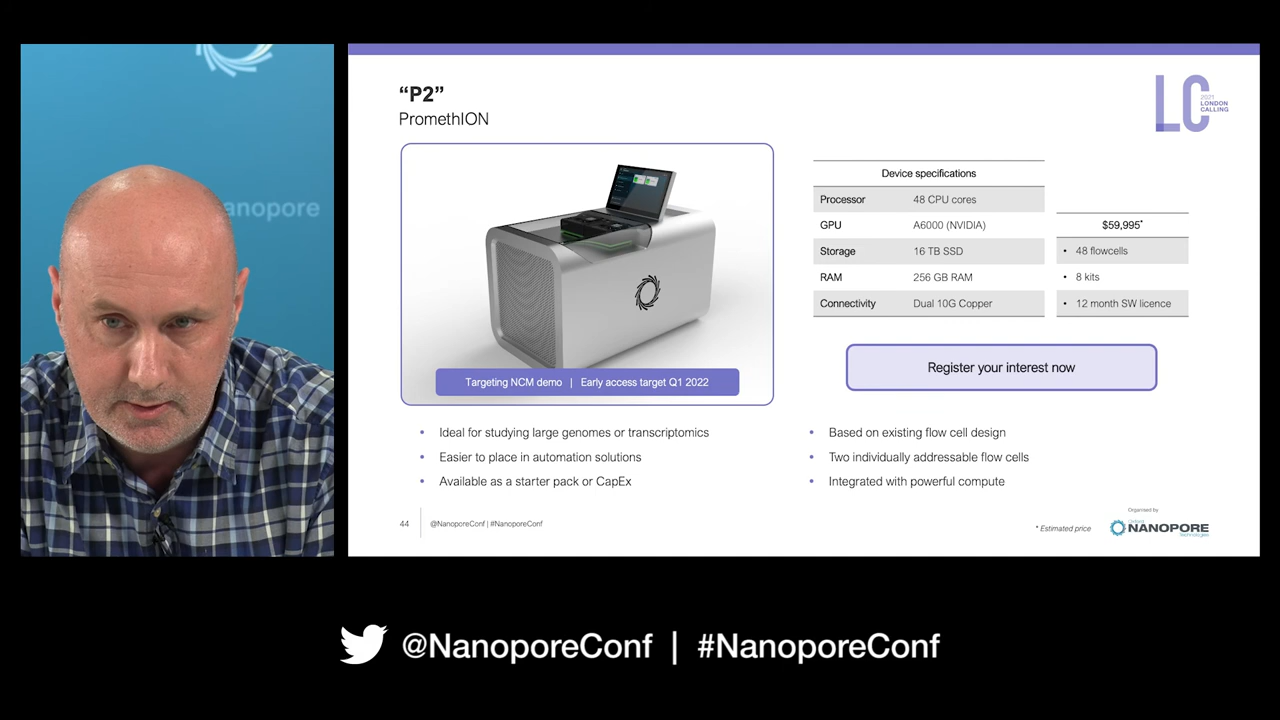 anopore
"P2"
PromethION
LC
2021
LONDON
CALLING
Targeting NCM demo | Early access target Q1 2022
Device specifications
Processor 48 CPU cores
GPU A6000 (NVIDIA)
Storage 16 TB SSD
RAM 256 GB RAM
Connectivity Dual 10G Copper
$59,995*
• 48 flowcells
• 8 kits
• 12 month SW licence
Register your interest now
• Ideal for studying large genomes or transcriptomics
• Easier to place in automation solutions
• Available as a starter pack or CapEx
• Based on existing flow cell design
• Two individually addressable flow cells
• Integrated with powerful compute
44
@NanoporeConf | #NanoporeConf
* Estimated price
Organised by
Oxford
NANOPORE
Technologies
@NanoporeConf | #NanoporeConf